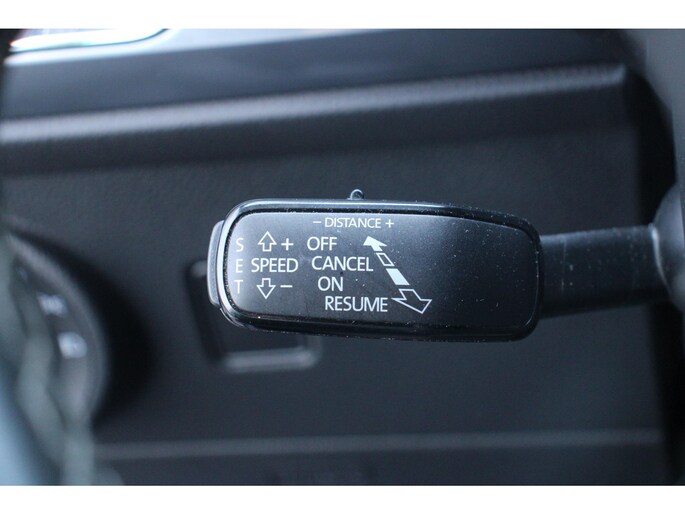 − DISTANCE +
S + OFF
E SPEED CANCEL
T − ON
RESUME